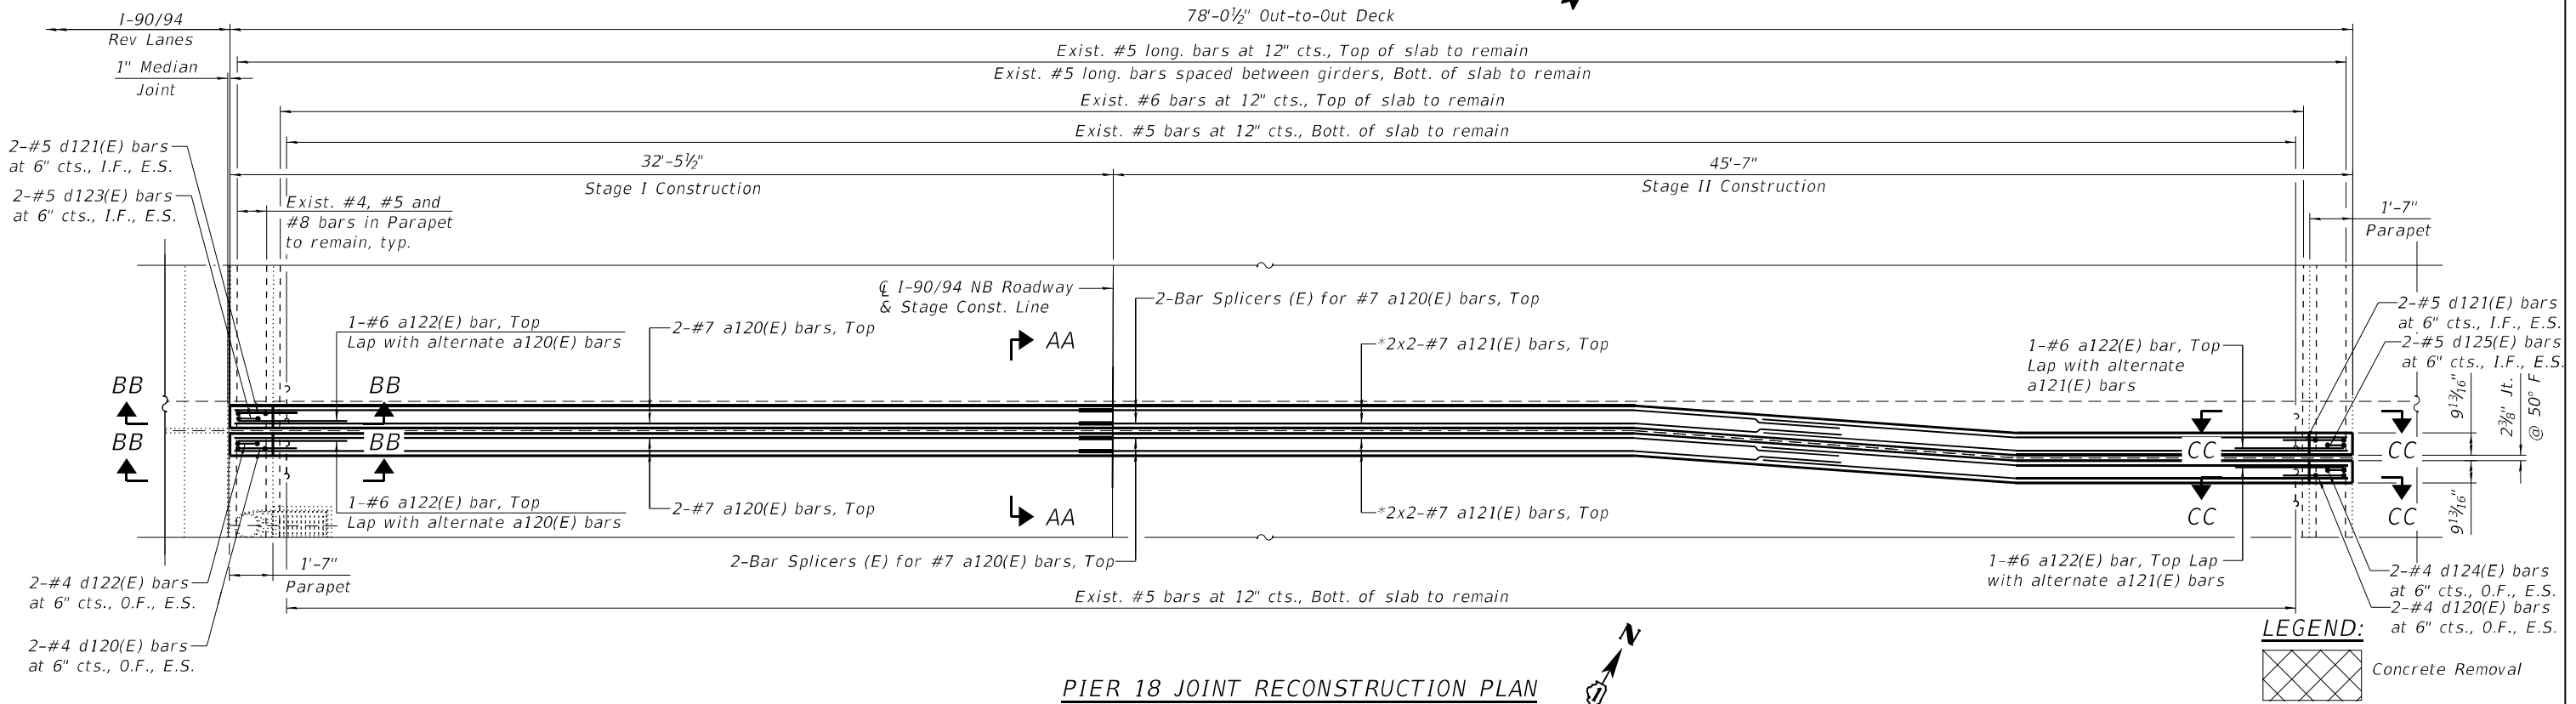 I-90/94
Rev Lanes
78'-0½" Out-to-Out Deck
Exist. #5 long. bars at 12" cts., Top of slab to remain
1" Median
Joint
Exist. #5 long. bars spaced between girders, Bott. of slab to remain
Exist. #6 bars at 12" cts., Top of slab to remain
Exist. #5 bars at 12" cts., Bott. of slab to remain
2-#5 d121(E) bars
at 6" cts., I.F., E.S.
32'-5½"
Stage I Construction
45'-7"
Stage II Construction
2-#5 d123(E) bars
at 6" cts., I.F., E.S.
Exist. #4, #5 and
#8 bars in Parapet
to remain, typ.
1'-7"
Parapet
℄ I-90/94 NB Roadway
& Stage Const. Line
2-Bar Splicers (E) for #7 a120(E) bars, Top
2-#5 d121(E) bars
at 6" cts., I.F., E.S.
1-#6 a122(E) bar, Top
Lap with alternate a120(E) bars
2-#7 a120(E) bars, Top
AA
*2x2-#7 a121(E) bars, Top
1-#6 a122(E) bar, Top
Lap with alternate
a121(E) bars
2-#5 d125(E) bars
at 6" cts., I.F., E.S.
BB
BB
9 13/16"
2⅜" Jt.
@ 50° F
BB
BB
CC
CC
1-#6 a122(E) bar, Top
Lap with alternate a120(E) bars
2-#7 a120(E) bars, Top
AA
*2x2-#7 a121(E) bars, Top
CC
CC
9 13/16"
1'-7"
Parapet
2-Bar Splicers (E) for #7 a120(E) bars, Top
1-#6 a122(E) bar, Top Lap
with alternate a121(E) bars
2-#4 d122(E) bars
at 6" cts., O.F., E.S.
Exist. #5 bars at 12" cts., Bott. of slab to remain
2-#4 d124(E) bars
at 6" cts., O.F., E.S.
2-#4 d120(E) bars
at 6" cts., O.F., E.S.
2-#4 d120(E) bars
at 6" cts., O.F., E.S.
N
LEGEND:
Concrete Removal
PIER 18 JOINT RECONSTRUCTION PLAN